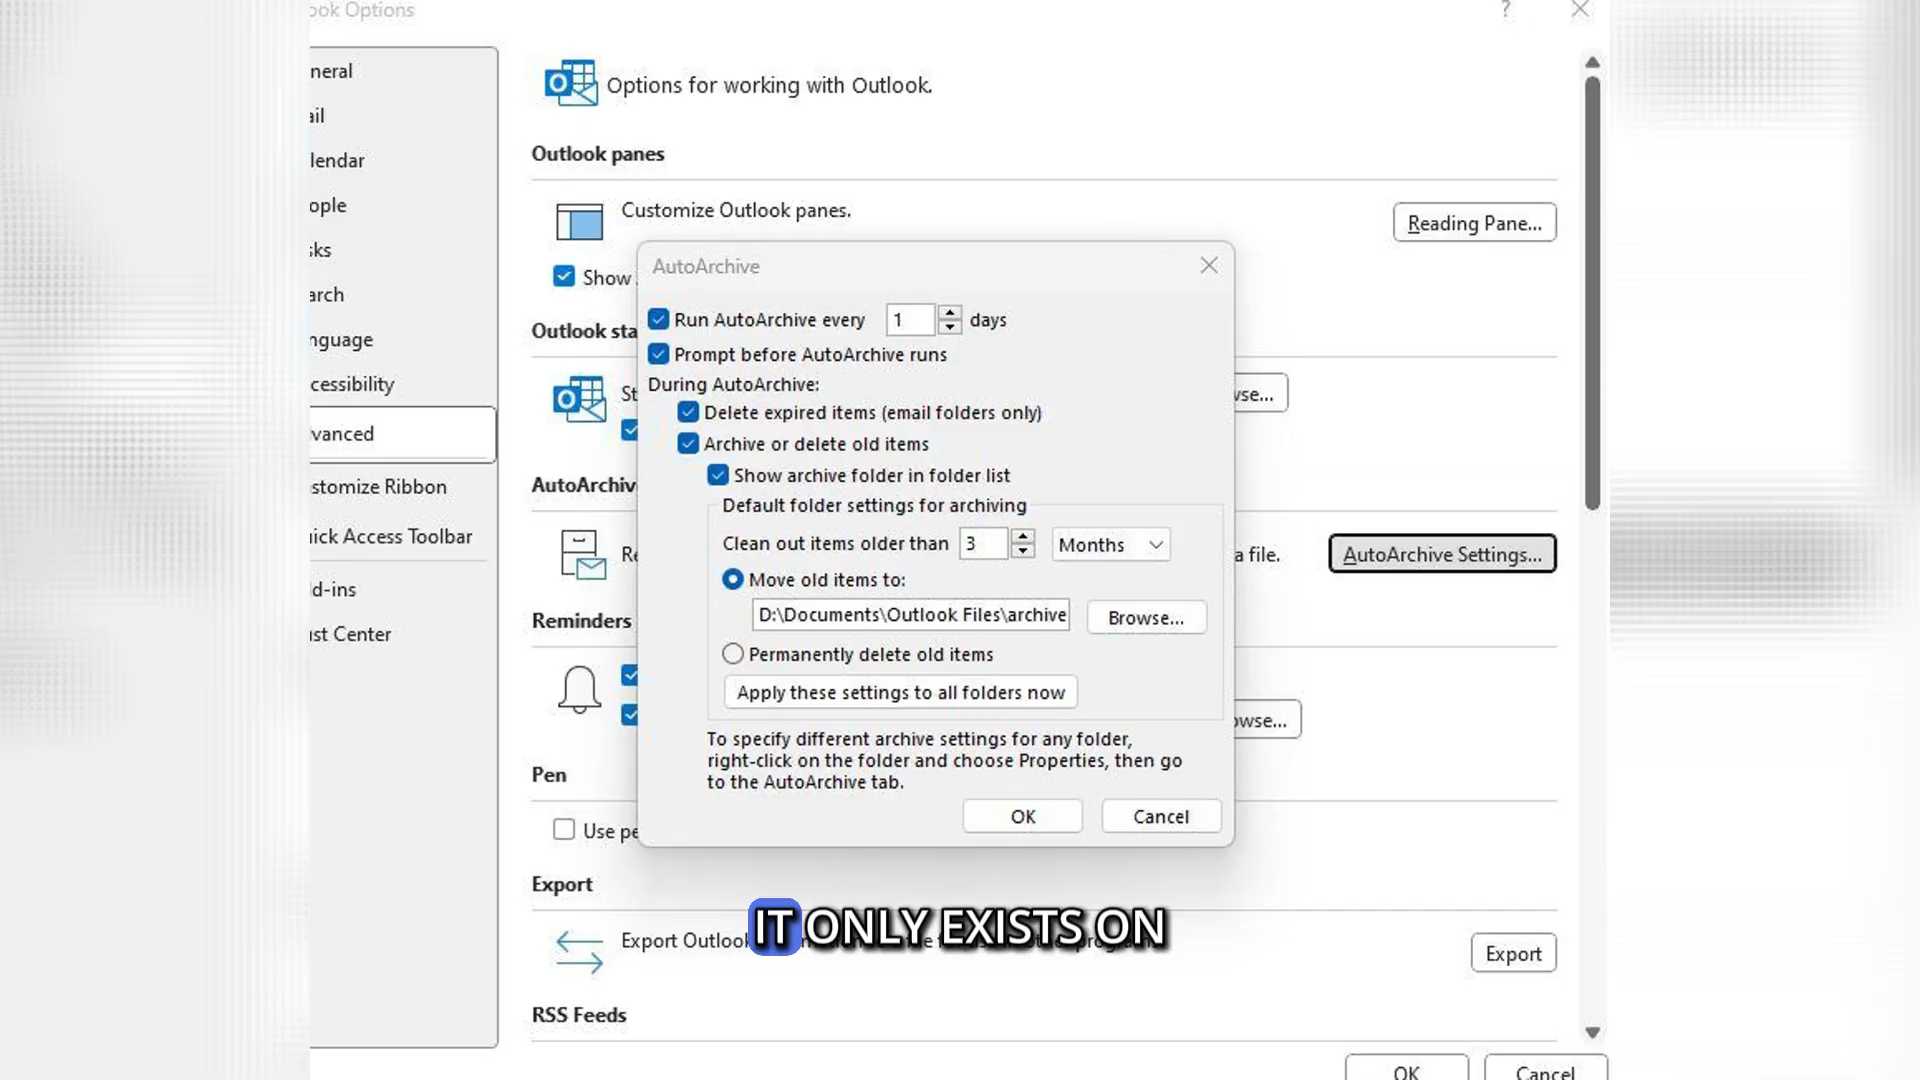 ook Options
?
neral
ail
lendar
ople
sks
arch
nguage
cessibility
vanced
stomize Ribbon
ick Access Toolbar
d-ins
st Center
Options for working with Outlook.
Outlook panes
Customize Outlook panes.
Reading Pane...
Show
Outlook sta
St
wse...
AutoArchiv
Re
a file.
AutoArchive Settings...
Reminders
owse...
Pen
Use pe
Export
Export Outlook
Export
RSS Feeds
OK
Cancel
AutoArchive
Run AutoArchive every 1 days
Prompt before AutoArchive runs
During AutoArchive:
Delete expired items (email folders only)
Archive or delete old items
Show archive folder in folder list
Default folder settings for archiving
Clean out items older than 3 Months
Move old items to:
D:\Documents\Outlook Files\archive
Browse...
Permanently delete old items
Apply these settings to all folders now
To specify different archive settings for any folder,
right-click on the folder and choose Properties, then go
to the AutoArchive tab.
OK
Cancel
IT ONLY EXISTS ON